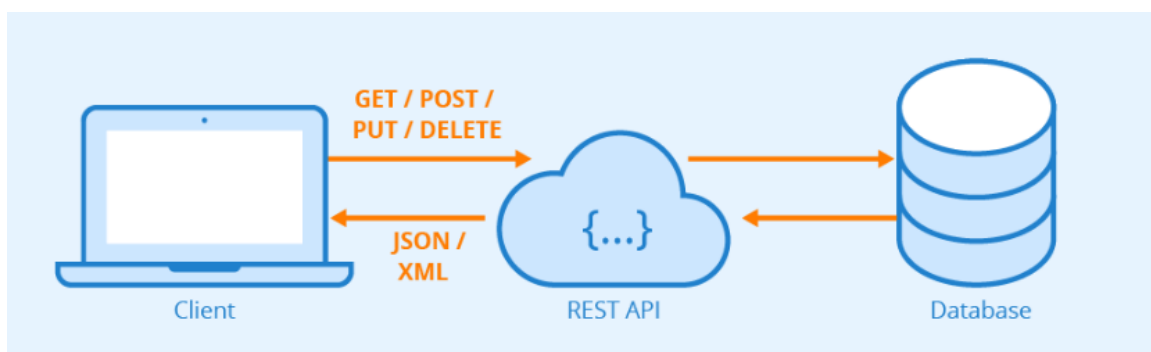 GET / POST /
PUT / DELETE
JSON /
XML
{...}
Client
REST API
Database